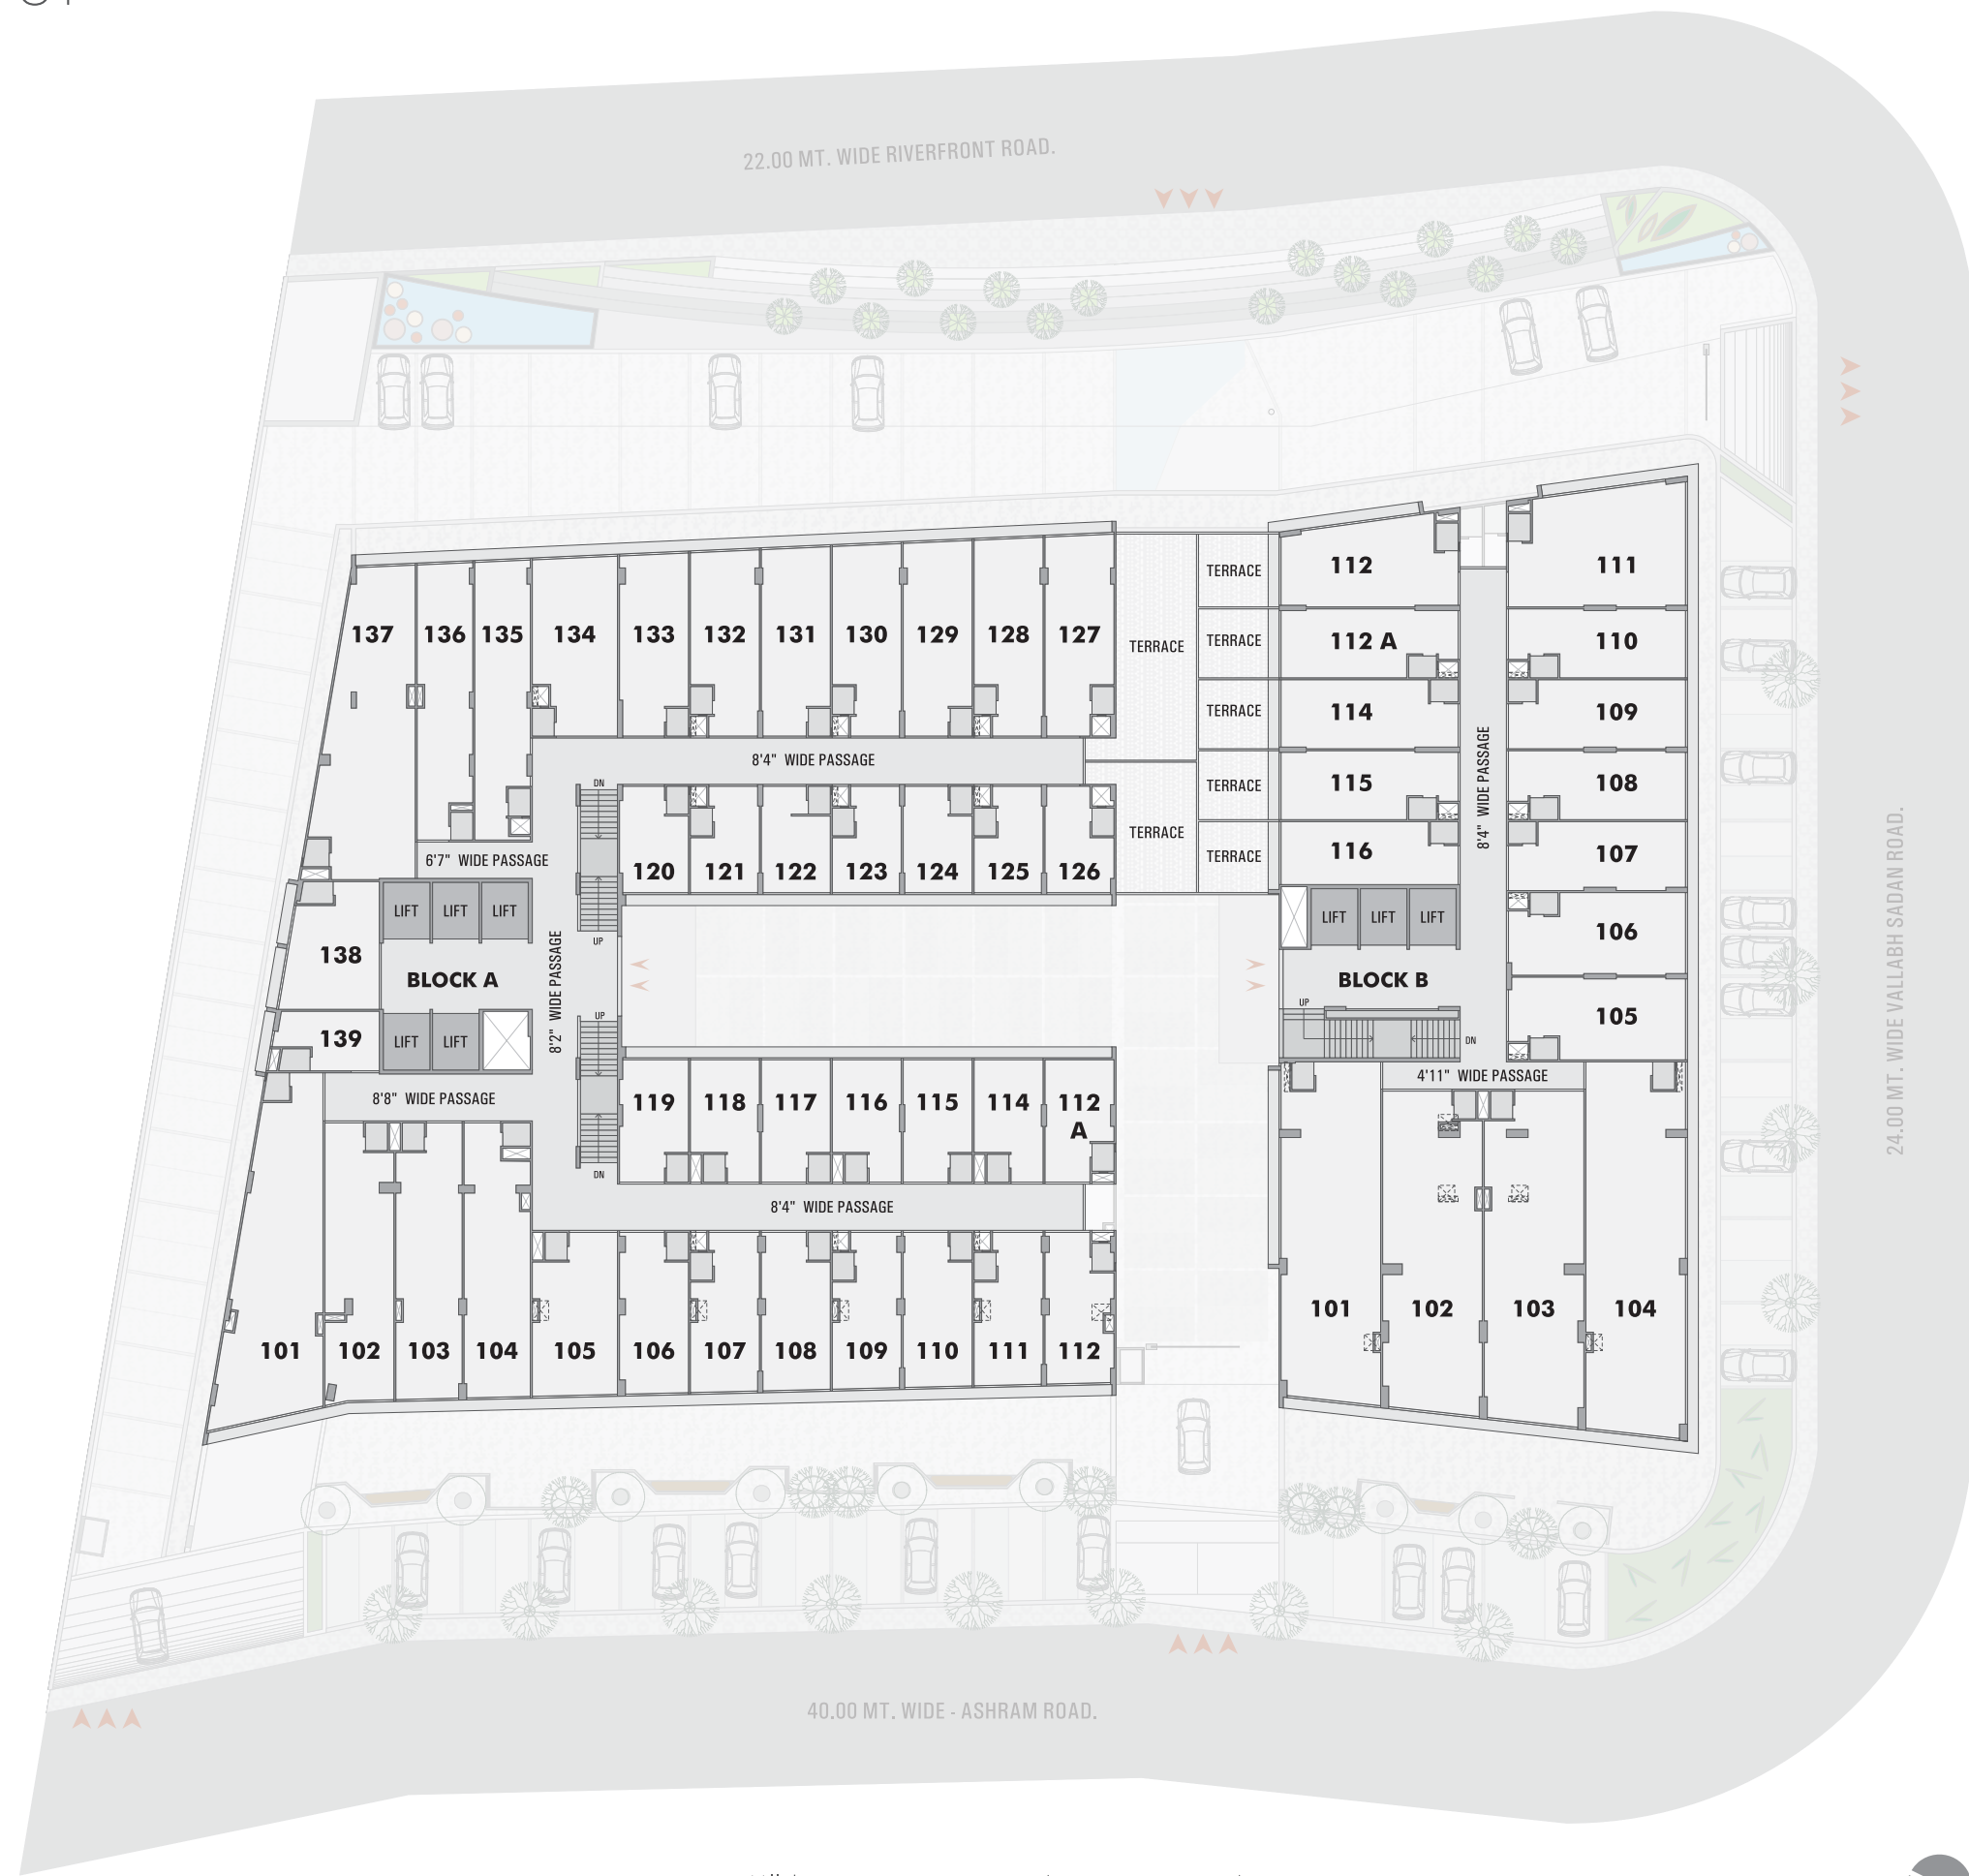 22.00 MT. WIDE RIVERFRONT ROAD.
137
136
135
134
133
132
131
130
129
128
127
TERRACE
TERRACE
TERRACE
TERRACE
TERRACE
TERRACE
TERRACE
112
111
112 A
110
114
109
115
108
116
107
8'4" WIDE PASSAGE
8'4" WIDE PASSAGE
DN
6'7" WIDE PASSAGE
120
121
122
123
124
125
126
LIFT
LIFT
LIFT
UP
138
BLOCK A
8'2" WIDE PASSAGE
139
LIFT
LIFT
UP
8'8" WIDE PASSAGE
119
118
117
116
115
114
112
A
DN
8'4" WIDE PASSAGE
101
102
103
104
105
106
107
108
109
110
111
112
LIFT
LIFT
LIFT
106
BLOCK B
UP
DN
105
4'11" WIDE PASSAGE
101
102
103
104
24.00 MT. WIDE VALLABH SADAN ROAD.
40.00 MT. WIDE - ASHRAM ROAD.